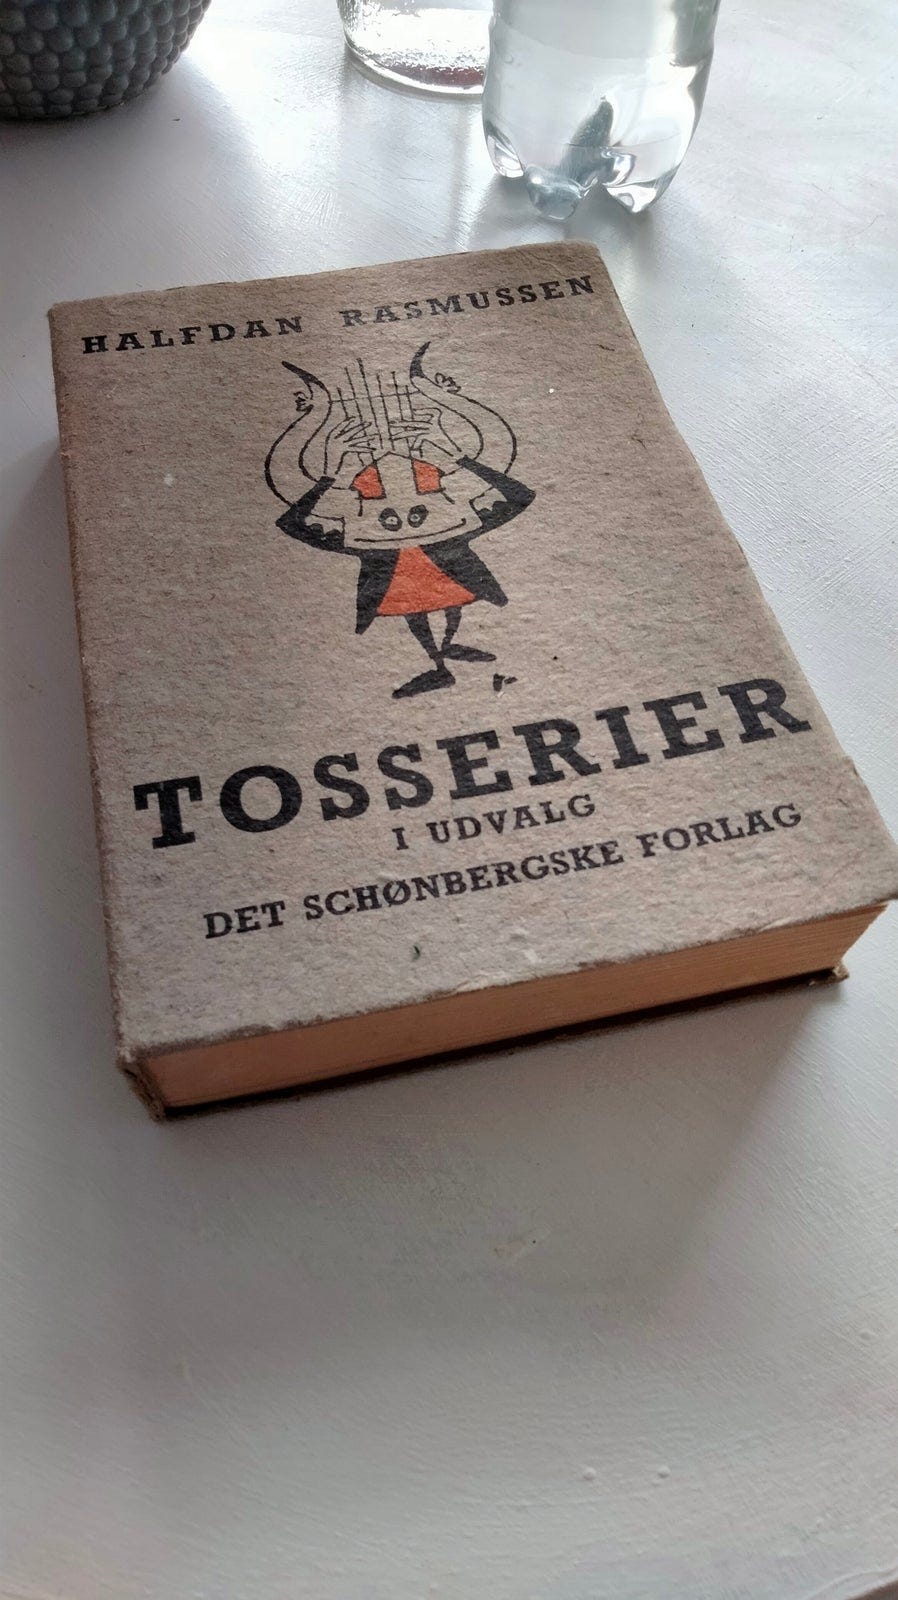 HALFDAN RASMUSSEN
TOSSERIER
I UDVALG
DET SCHØNBERGSKE FORLAG